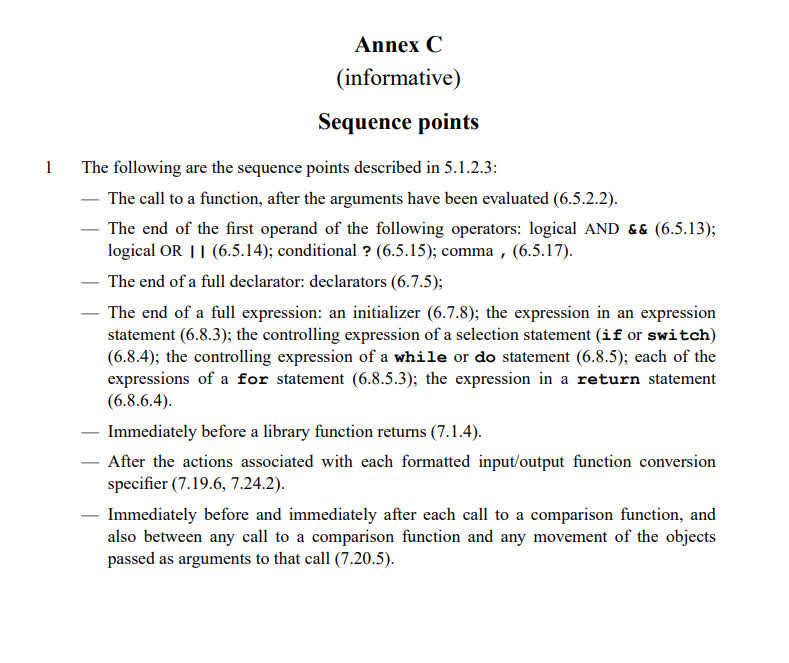 Annex C
(informative)
Sequence points
1 The following are the sequence points described in 5.1.2.3:
— The call to a function, after the arguments have been evaluated (6.5.2.2).
— The end of the first operand of the following operators: logical AND && (6.5.13);
logical OR || (6.5.14); conditional ? (6.5.15); comma , (6.5.17).
— The end of a full declarator: declarators (6.7.5);
— The end of a full expression: an initializer (6.7.8); the expression in an expression
statement (6.8.3); the controlling expression of a selection statement (if or switch)
(6.8.4); the controlling expression of a while or do statement (6.8.5); each of the
expressions of a for statement (6.8.5.3); the expression in a return statement
(6.8.6.4).
— Immediately before a library function returns (7.1.4).
— After the actions associated with each formatted input/output function conversion
specifier (7.19.6, 7.24.2).
— Immediately before and immediately after each call to a comparison function, and
also between any call to a comparison function and any movement of the objects
passed as arguments to that call (7.20.5).